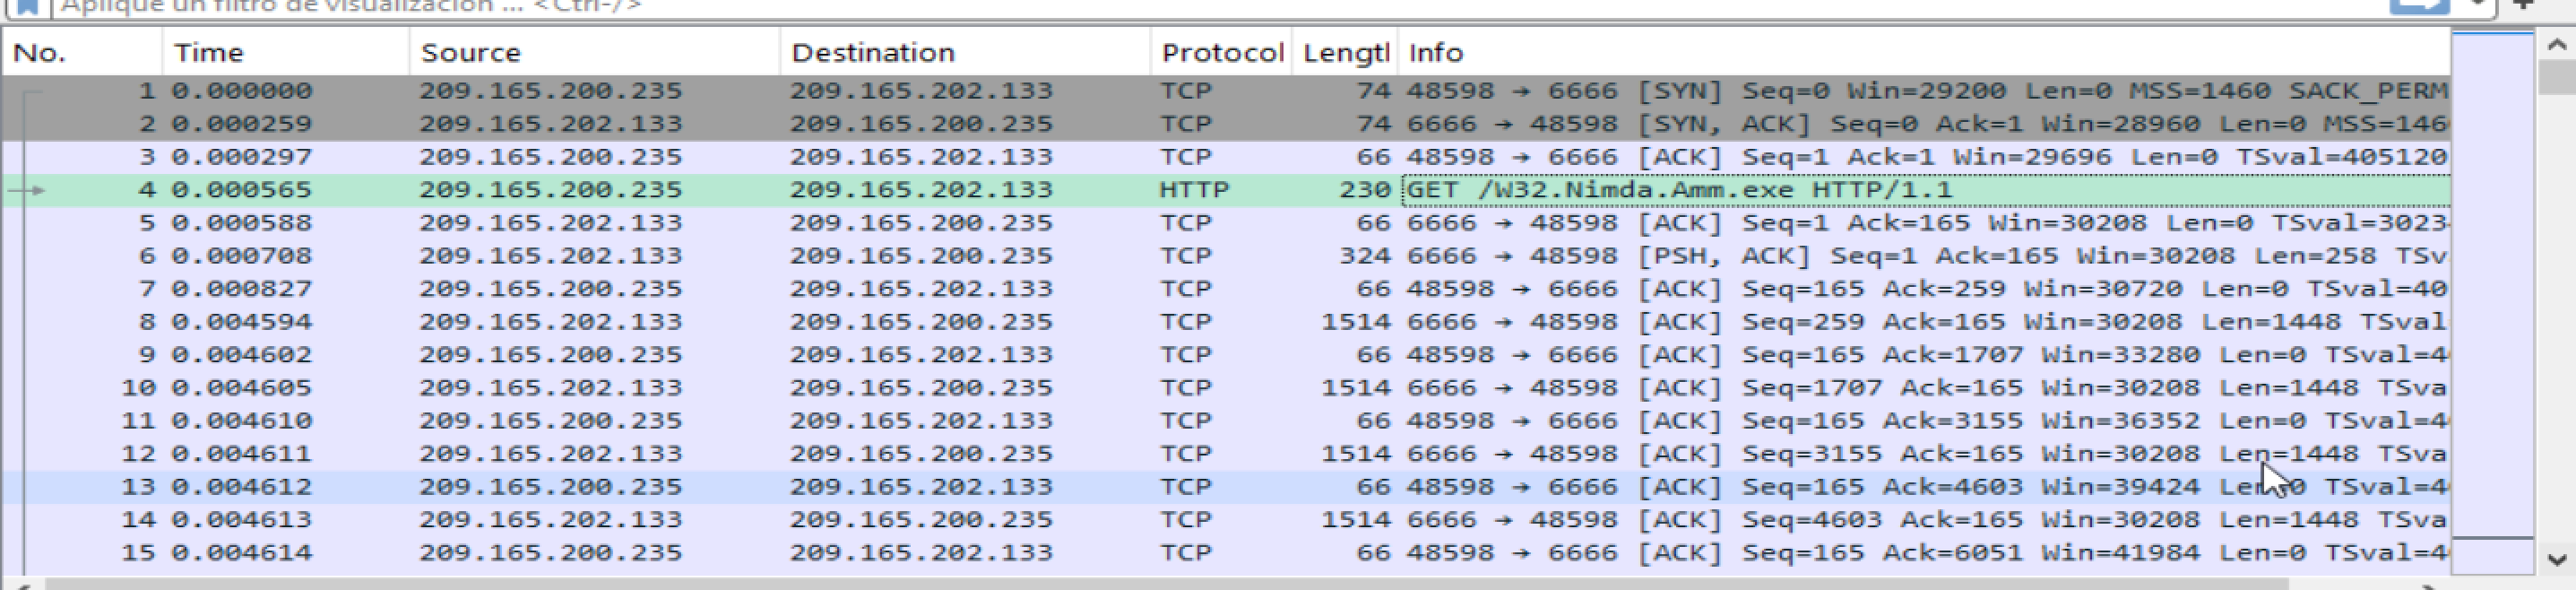 Aplique un filtro de visualización ... <Ctrl-/>
No. Time Source Destination Protocol Lengtl Info
1 0.000000 209.165.200.235 209.165.202.133 TCP 74 48598 → 6666 [SYN] Seq=0 Win=29200 Len=0 MSS=1460 SACK_PERM
2 0.000259 209.165.202.133 209.165.200.235 TCP 74 6666 → 48598 [SYN, ACK] Seq=0 Ack=1 Win=28960 Len=0 MSS=146
3 0.000297 209.165.200.235 209.165.202.133 TCP 66 48598 → 6666 [ACK] Seq=1 Ack=1 Win=29696 Len=0 TSval=405120
4 0.000565 209.165.200.235 209.165.202.133 HTTP 230 GET /W32.Nimda.Amm.exe HTTP/1.1
5 0.000588 209.165.202.133 209.165.200.235 TCP 66 6666 → 48598 [ACK] Seq=1 Ack=165 Win=30208 Len=0 TSval=3023
6 0.000708 209.165.202.133 209.165.200.235 TCP 324 6666 → 48598 [PSH, ACK] Seq=1 Ack=165 Win=30208 Len=258 TSv
7 0.000827 209.165.200.235 209.165.202.133 TCP 66 48598 → 6666 [ACK] Seq=165 Ack=259 Win=30720 Len=0 TSval=40
8 0.004594 209.165.202.133 209.165.200.235 TCP 1514 6666 → 48598 [ACK] Seq=259 Ack=165 Win=30208 Len=1448 TSval
9 0.004602 209.165.200.235 209.165.202.133 TCP 66 48598 → 6666 [ACK] Seq=165 Ack=1707 Win=33280 Len=0 TSval=4
10 0.004605 209.165.202.133 209.165.200.235 TCP 1514 6666 → 48598 [ACK] Seq=1707 Ack=165 Win=30208 Len=1448 TSva
11 0.004610 209.165.200.235 209.165.202.133 TCP 66 48598 → 6666 [ACK] Seq=165 Ack=3155 Win=36352 Len=0 TSval=4
12 0.004611 209.165.202.133 209.165.200.235 TCP 1514 6666 → 48598 [ACK] Seq=3155 Ack=165 Win=30208 Len=1448 TSva
13 0.004612 209.165.200.235 209.165.202.133 TCP 66 48598 → 6666 [ACK] Seq=165 Ack=4603 Win=39424 Len=0 TSval=4
14 0.004613 209.165.202.133 209.165.200.235 TCP 1514 6666 → 48598 [ACK] Seq=4603 Ack=165 Win=30208 Len=1448 TSva
15 0.004614 209.165.200.235 209.165.202.133 TCP 66 48598 → 6666 [ACK] Seq=165 Ack=6051 Win=41984 Len=0 TSval=4